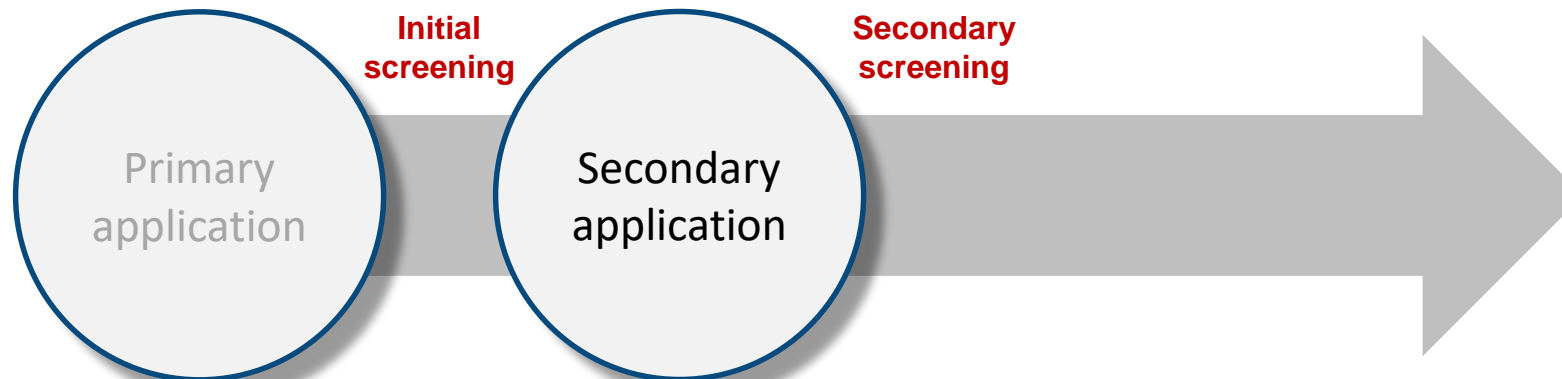 Primary
application
Initial
screening
Secondary
application
Secondary
screening